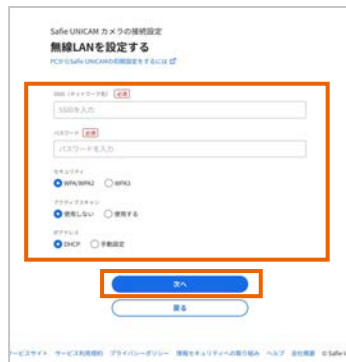 Safie UNICAM カメラの接続設定
無線LANを設定する
PCからSafie UNICAMの初期設定をするには
SSID（ネットワーク名） 必須
SSIDを入力
パスワード 必須
パスワードを入力
セキュリティ
WPA/WPA2 WPA3
アクティブスキャン
使用しない 使用する
IPアドレス
DHCP 手動設定
次へ
戻る
サービスサイト サービス利用規約 プライバシーポリシー 情報セキュリティへの取り組み ヘルプ 会社概要 © Safie